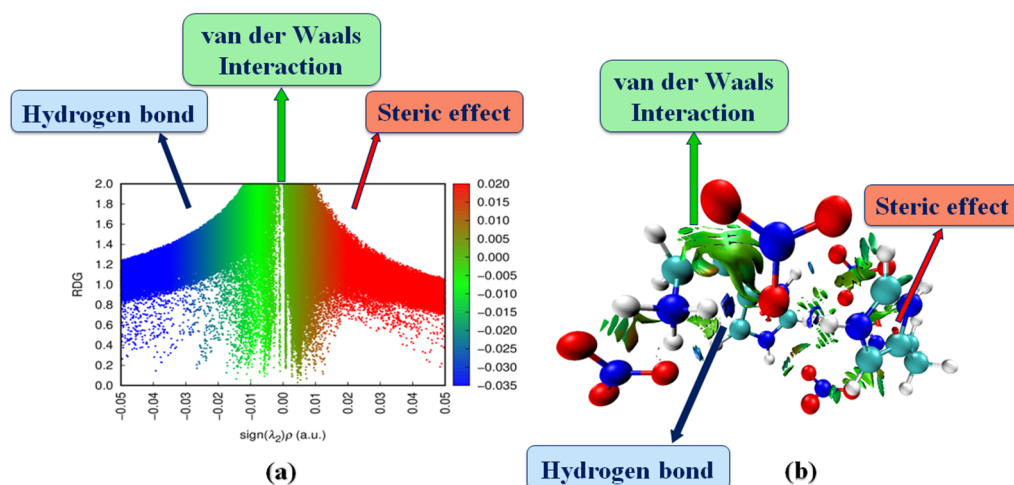 van der Waals
Interaction
Hydrogen bond
Steric effect
RDG
2.0
1.8
1.6
1.4
1.2
1.0
0.8
0.6
0.4
0.2
0.0
-0.05
-0.04
-0.03
-0.02
-0.01
0.00
0.01
0.02
0.03
0.04
0.05
sign(λ₂)ρ (a.u.)
0.020
0.015
0.010
0.005
0.000
-0.005
-0.010
-0.015
-0.020
-0.025
-0.030
-0.035
(a)
van der Waals
Interaction
Steric effect
Hydrogen bond
(b)